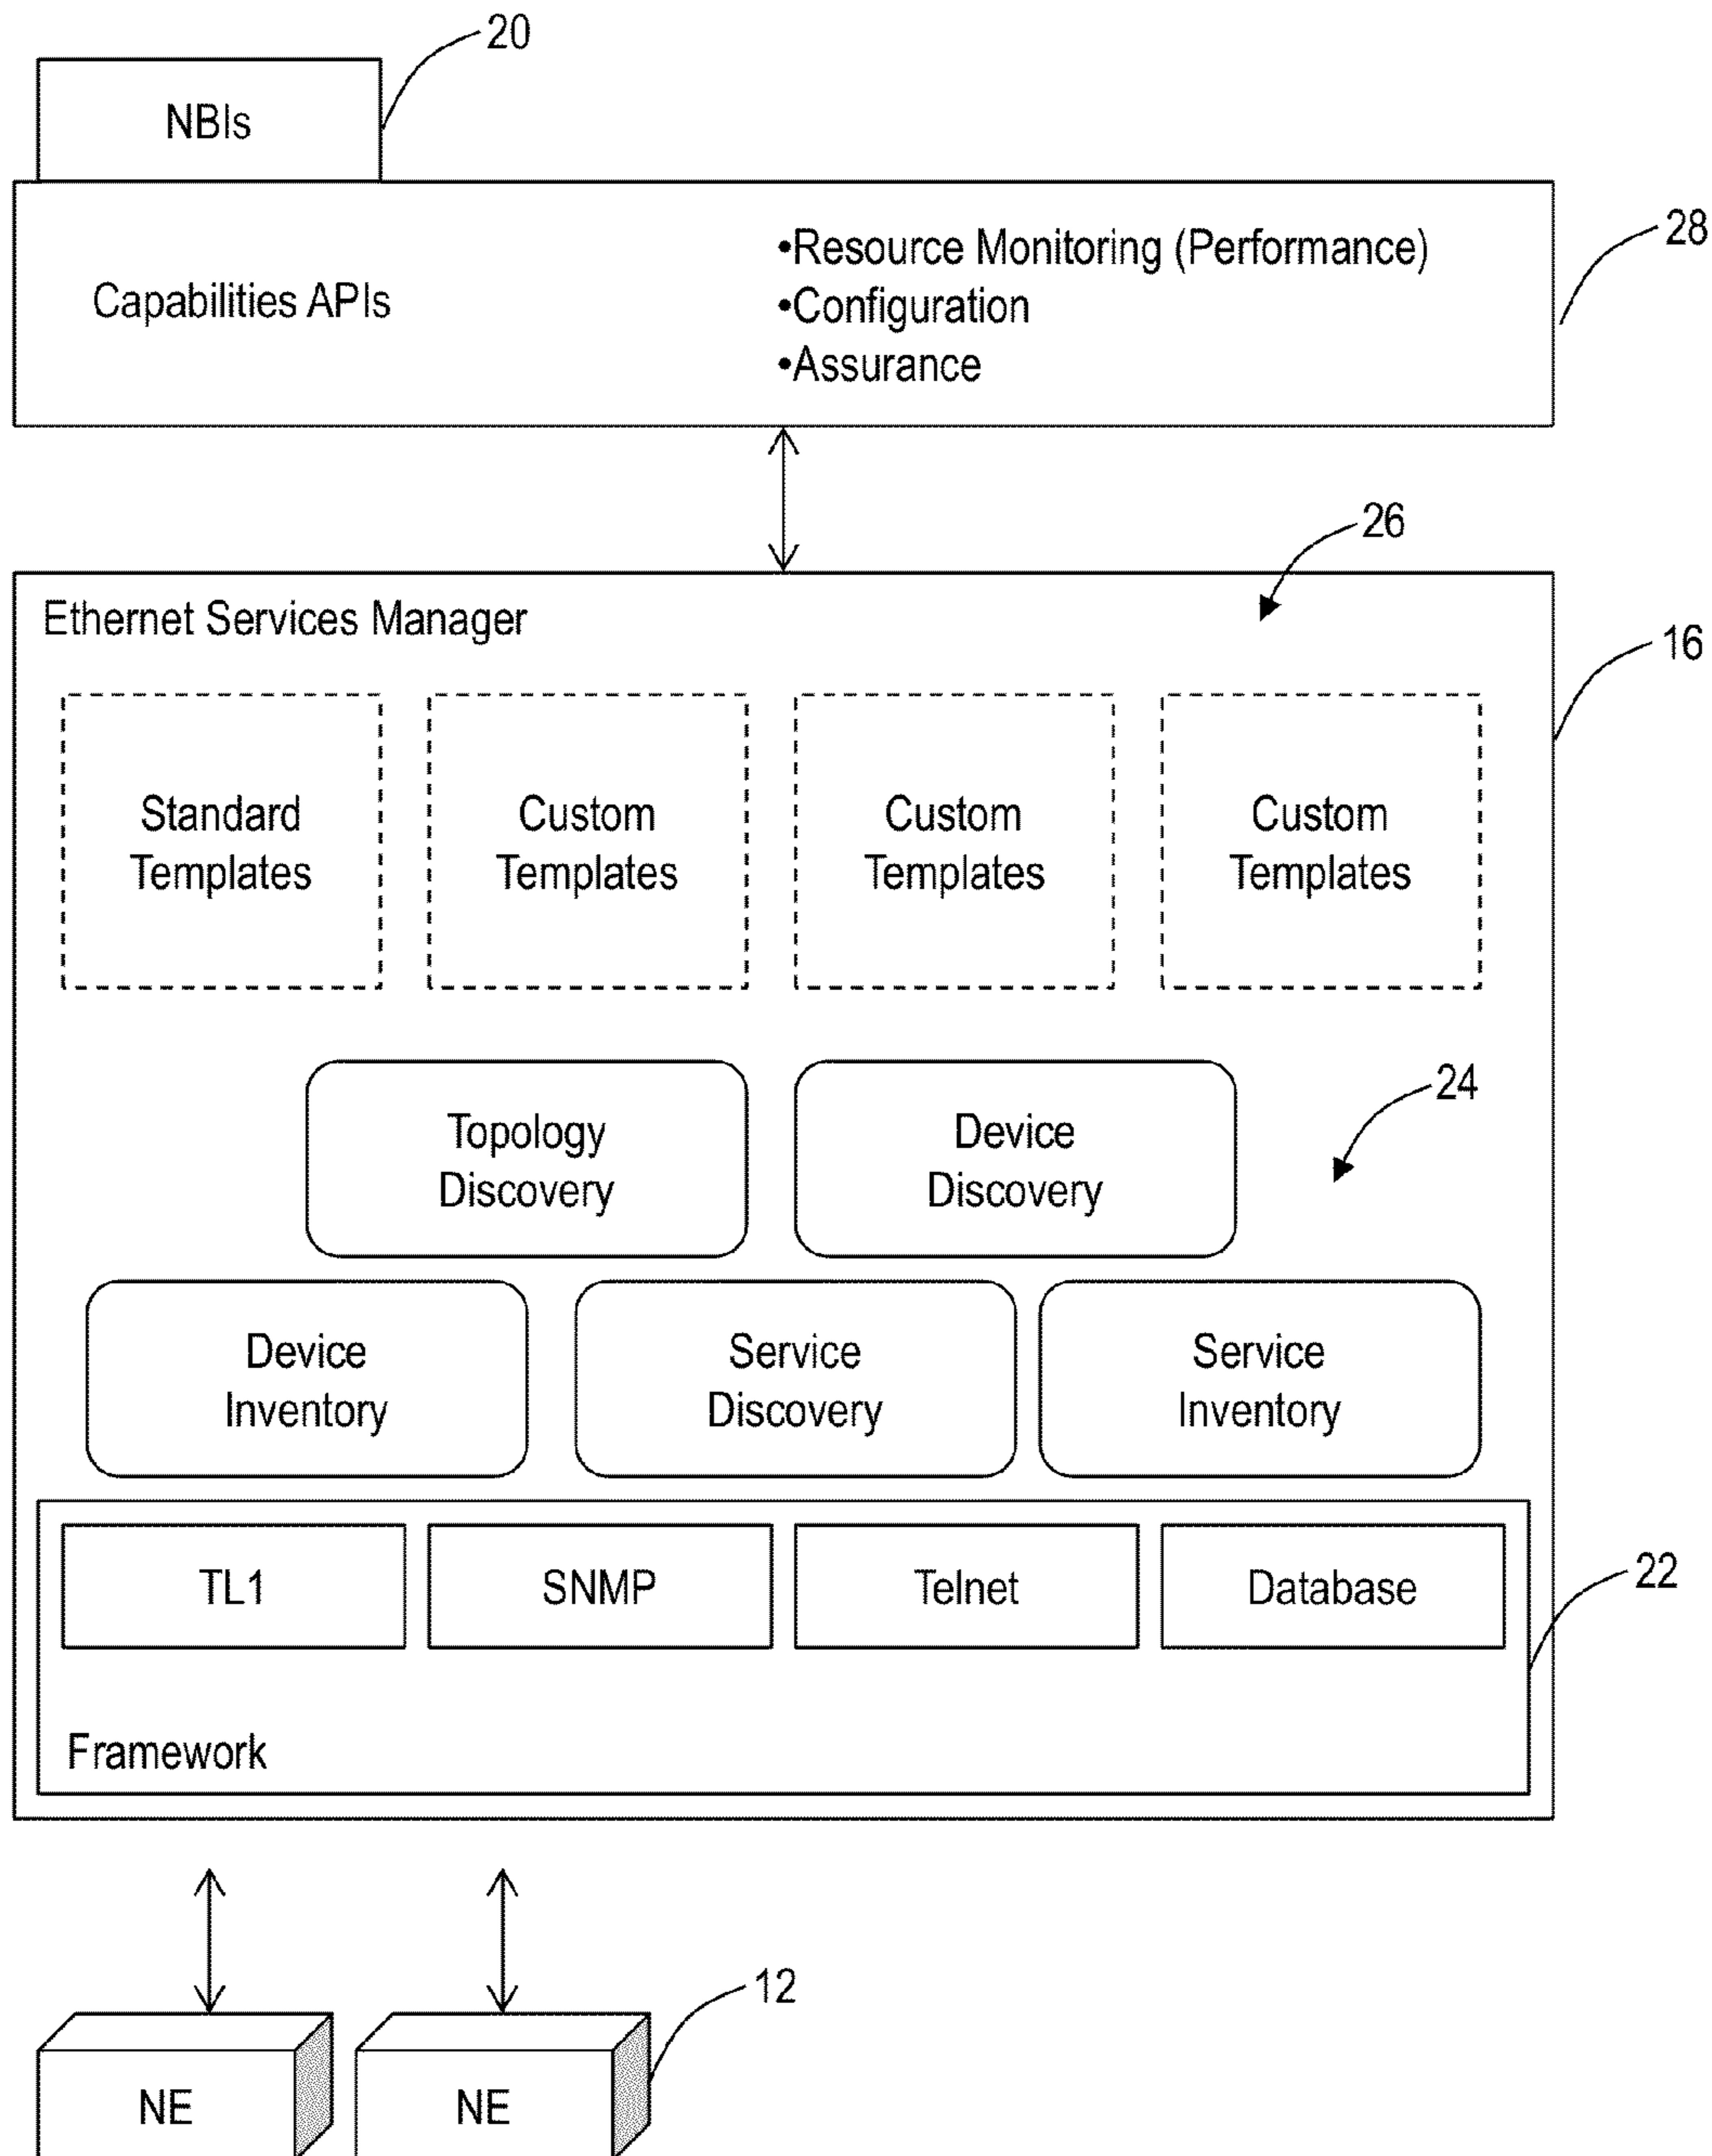 20
NBIs
28
Capabilities APIs
•Resource Monitoring (Performance)
•Configuration
•Assurance
26
Ethernet Services Manager
16
Standard
Templates
Custom
Templates
Custom
Templates
Custom
Templates
24
Topology
Discovery
Device
Discovery
Device
Inventory
Service
Discovery
Service
Inventory
22
TL1
SNMP
Telnet
Database
Framework
12
NE
NE